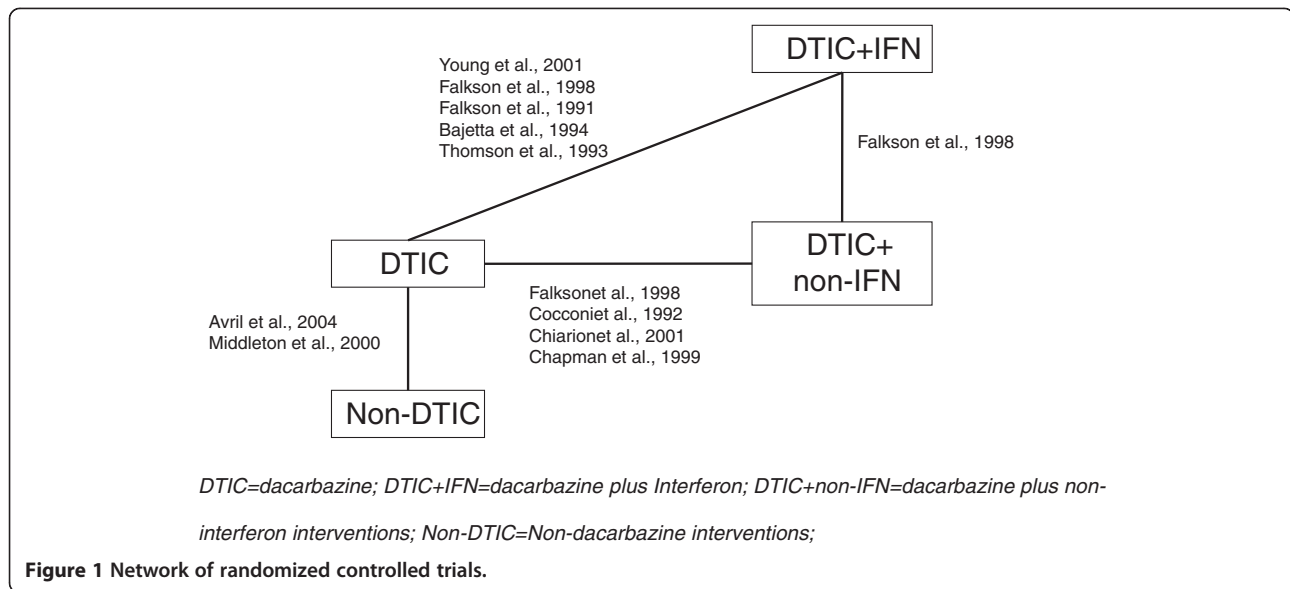 DTIC+IFN
Young et al., 2001
Falkson et al., 1998
Falkson et al., 1991
Bajetta et al., 1994
Thomson et al., 1993
Falkson et al., 1998
DTIC
DTIC+
non-IFN
Falksonet al., 1998
Cocconiet al., 1992
Chiarionet al., 2001
Chapman et al., 1999
Avril et al., 2004
Middleton et al., 2000
Non-DTIC
DTIC=dacarbazine; DTIC+IFN=dacarbazine plus Interferon; DTIC+non-IFN=dacarbazine plus non-
interferon interventions; Non-DTIC=Non-dacarbazine interventions;
Figure 1 Network of randomized controlled trials.